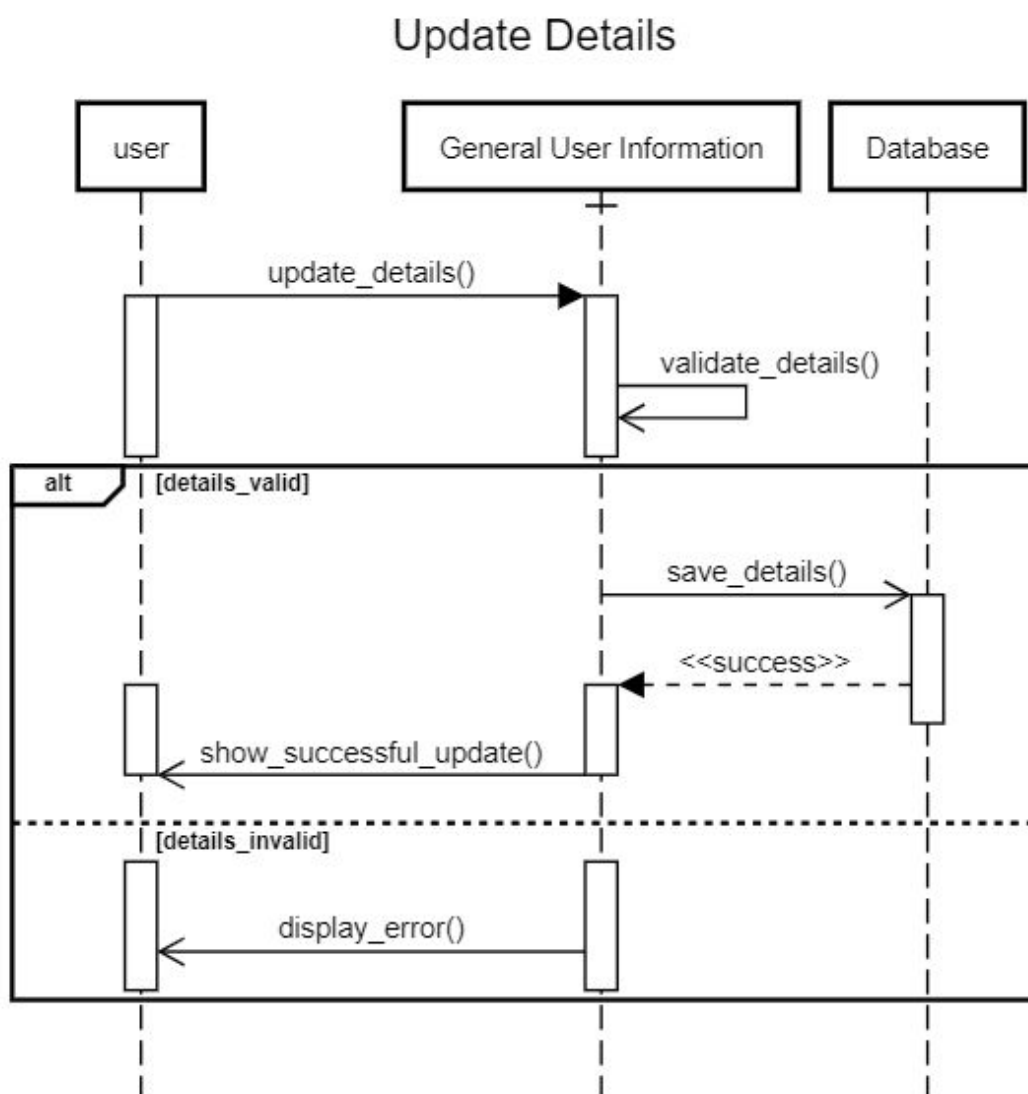 Update Details
user
General User Information
Database
update_details()
validate_details()
alt
[details_valid]
save_details()
<<success>>
show_successful_update()
[details_invalid]
display_error()